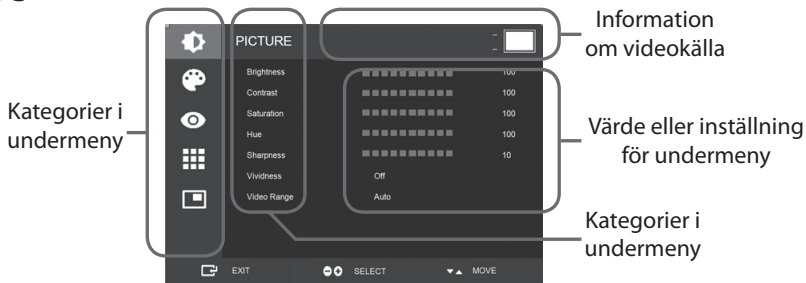 Information
om videokälla
PICTURE
Brightness 100
Contrast 100
Saturation 100
Hue 100
Sharpness 10
Vividness Off
Video Range Auto
EXIT SELECT MOVE
Kategorier i
undermeny
Värde eller inställning
för undermeny
Kategorier i
undermeny